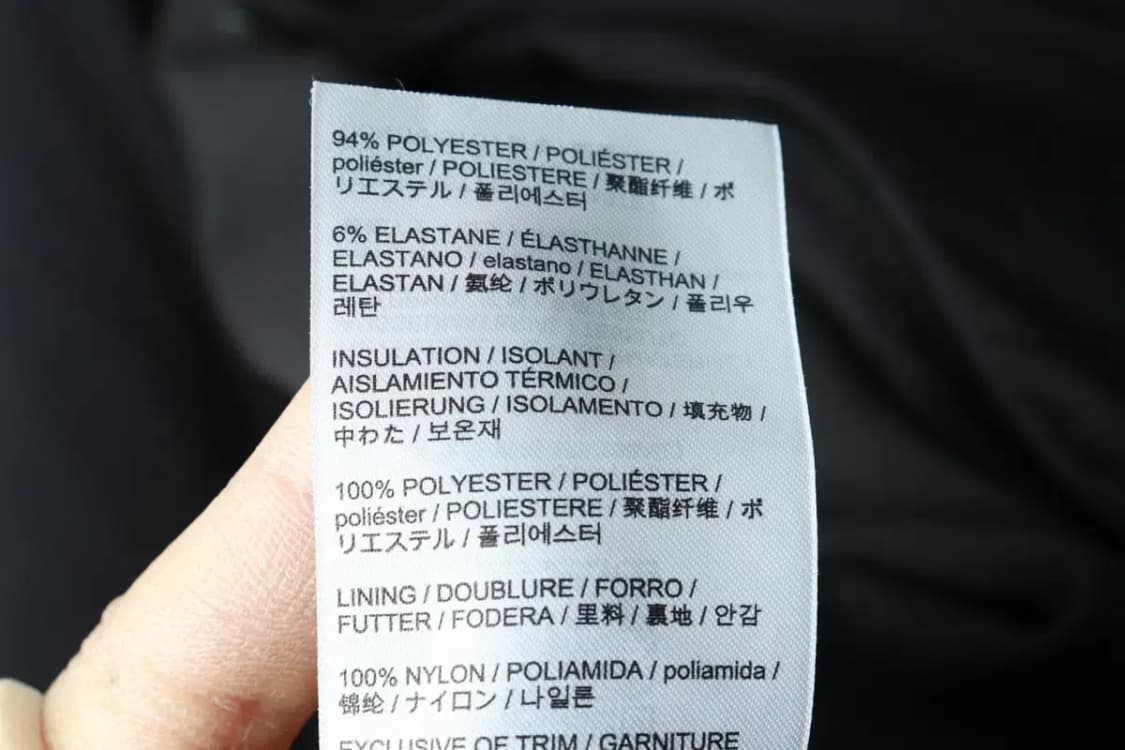 94% POLYESTER / POLIÉSTER /
poliéster / POLIESTERE / 聚酯纤维 / ポ
リエステル / 폴리에스터
6% ELASTANE / ÉLASTHANNE /
ELASTANO / elastano / ELASTHAN /
ELASTAN / 氨纶 / ポリウレタン / 폴리우
레탄
INSULATION / ISOLANT /
AISLAMIENTO TÉRMICO /
ISOLIERUNG / ISOLAMENTO / 填充物 /
中わた / 보온재
100% POLYESTER / POLIÉSTER /
poliéster / POLIESTERE / 聚酯纤维 / ポ
リエステル / 폴리에스터
LINING / DOUBLURE / FORRO /
FUTTER / FODERA / 里料 / 裏地 / 안감
100% NYLON / POLIAMIDA / poliamida /
锦纶 / ナイロン / 나일론
EXCLUSIVE OF TRIM / GARNITURE